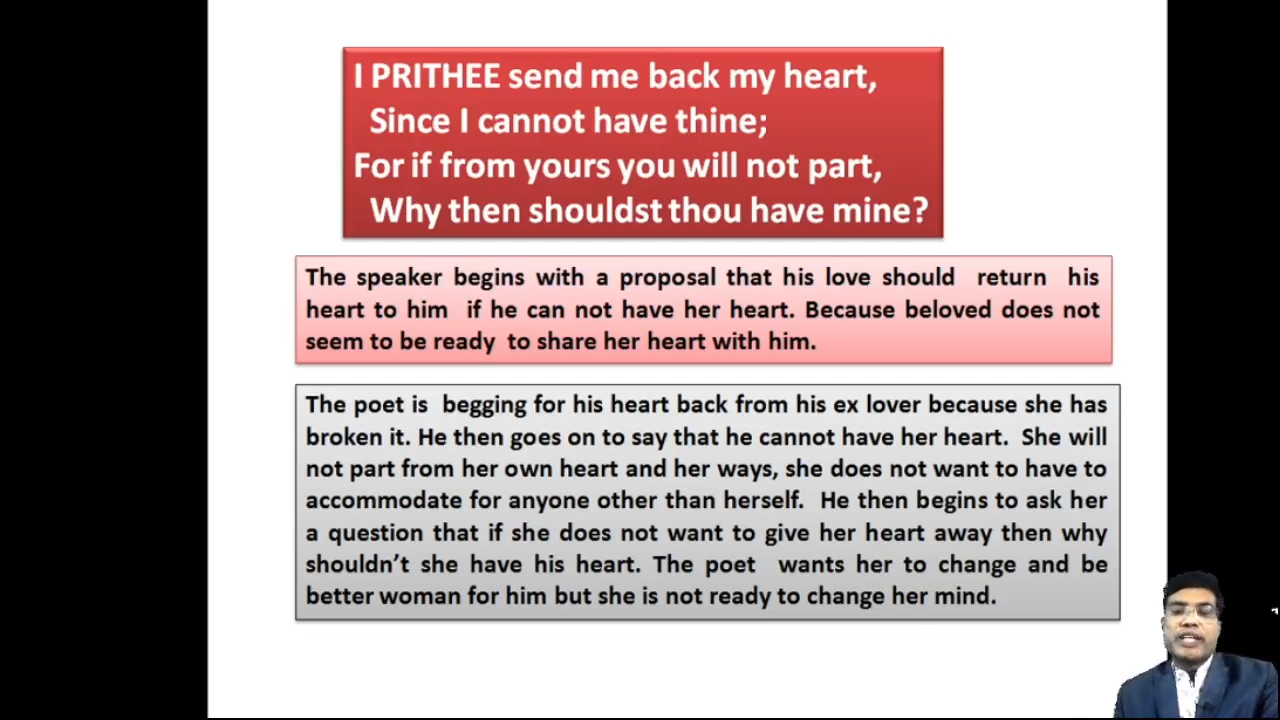 I PRITHEE send me back my heart,
Since I cannot have thine;
For if from yours you will not part,
Why then shouldst thou have mine?
The speaker begins with a proposal that his love should return his
heart to him if he can not have her heart. Because beloved does not
seem to be ready to share her heart with him.
The poet is begging for his heart back from his ex lover because she has
broken it. He then goes on to say that he cannot have her heart. She will
not part from her own heart and her ways, she does not want to have to
accommodate for anyone other than herself. He then begins to ask her
a question that if she does not want to give her heart away then why
shouldn't she have his heart. The poet wants her to change and be
better woman for him but she is not ready to change her mind.